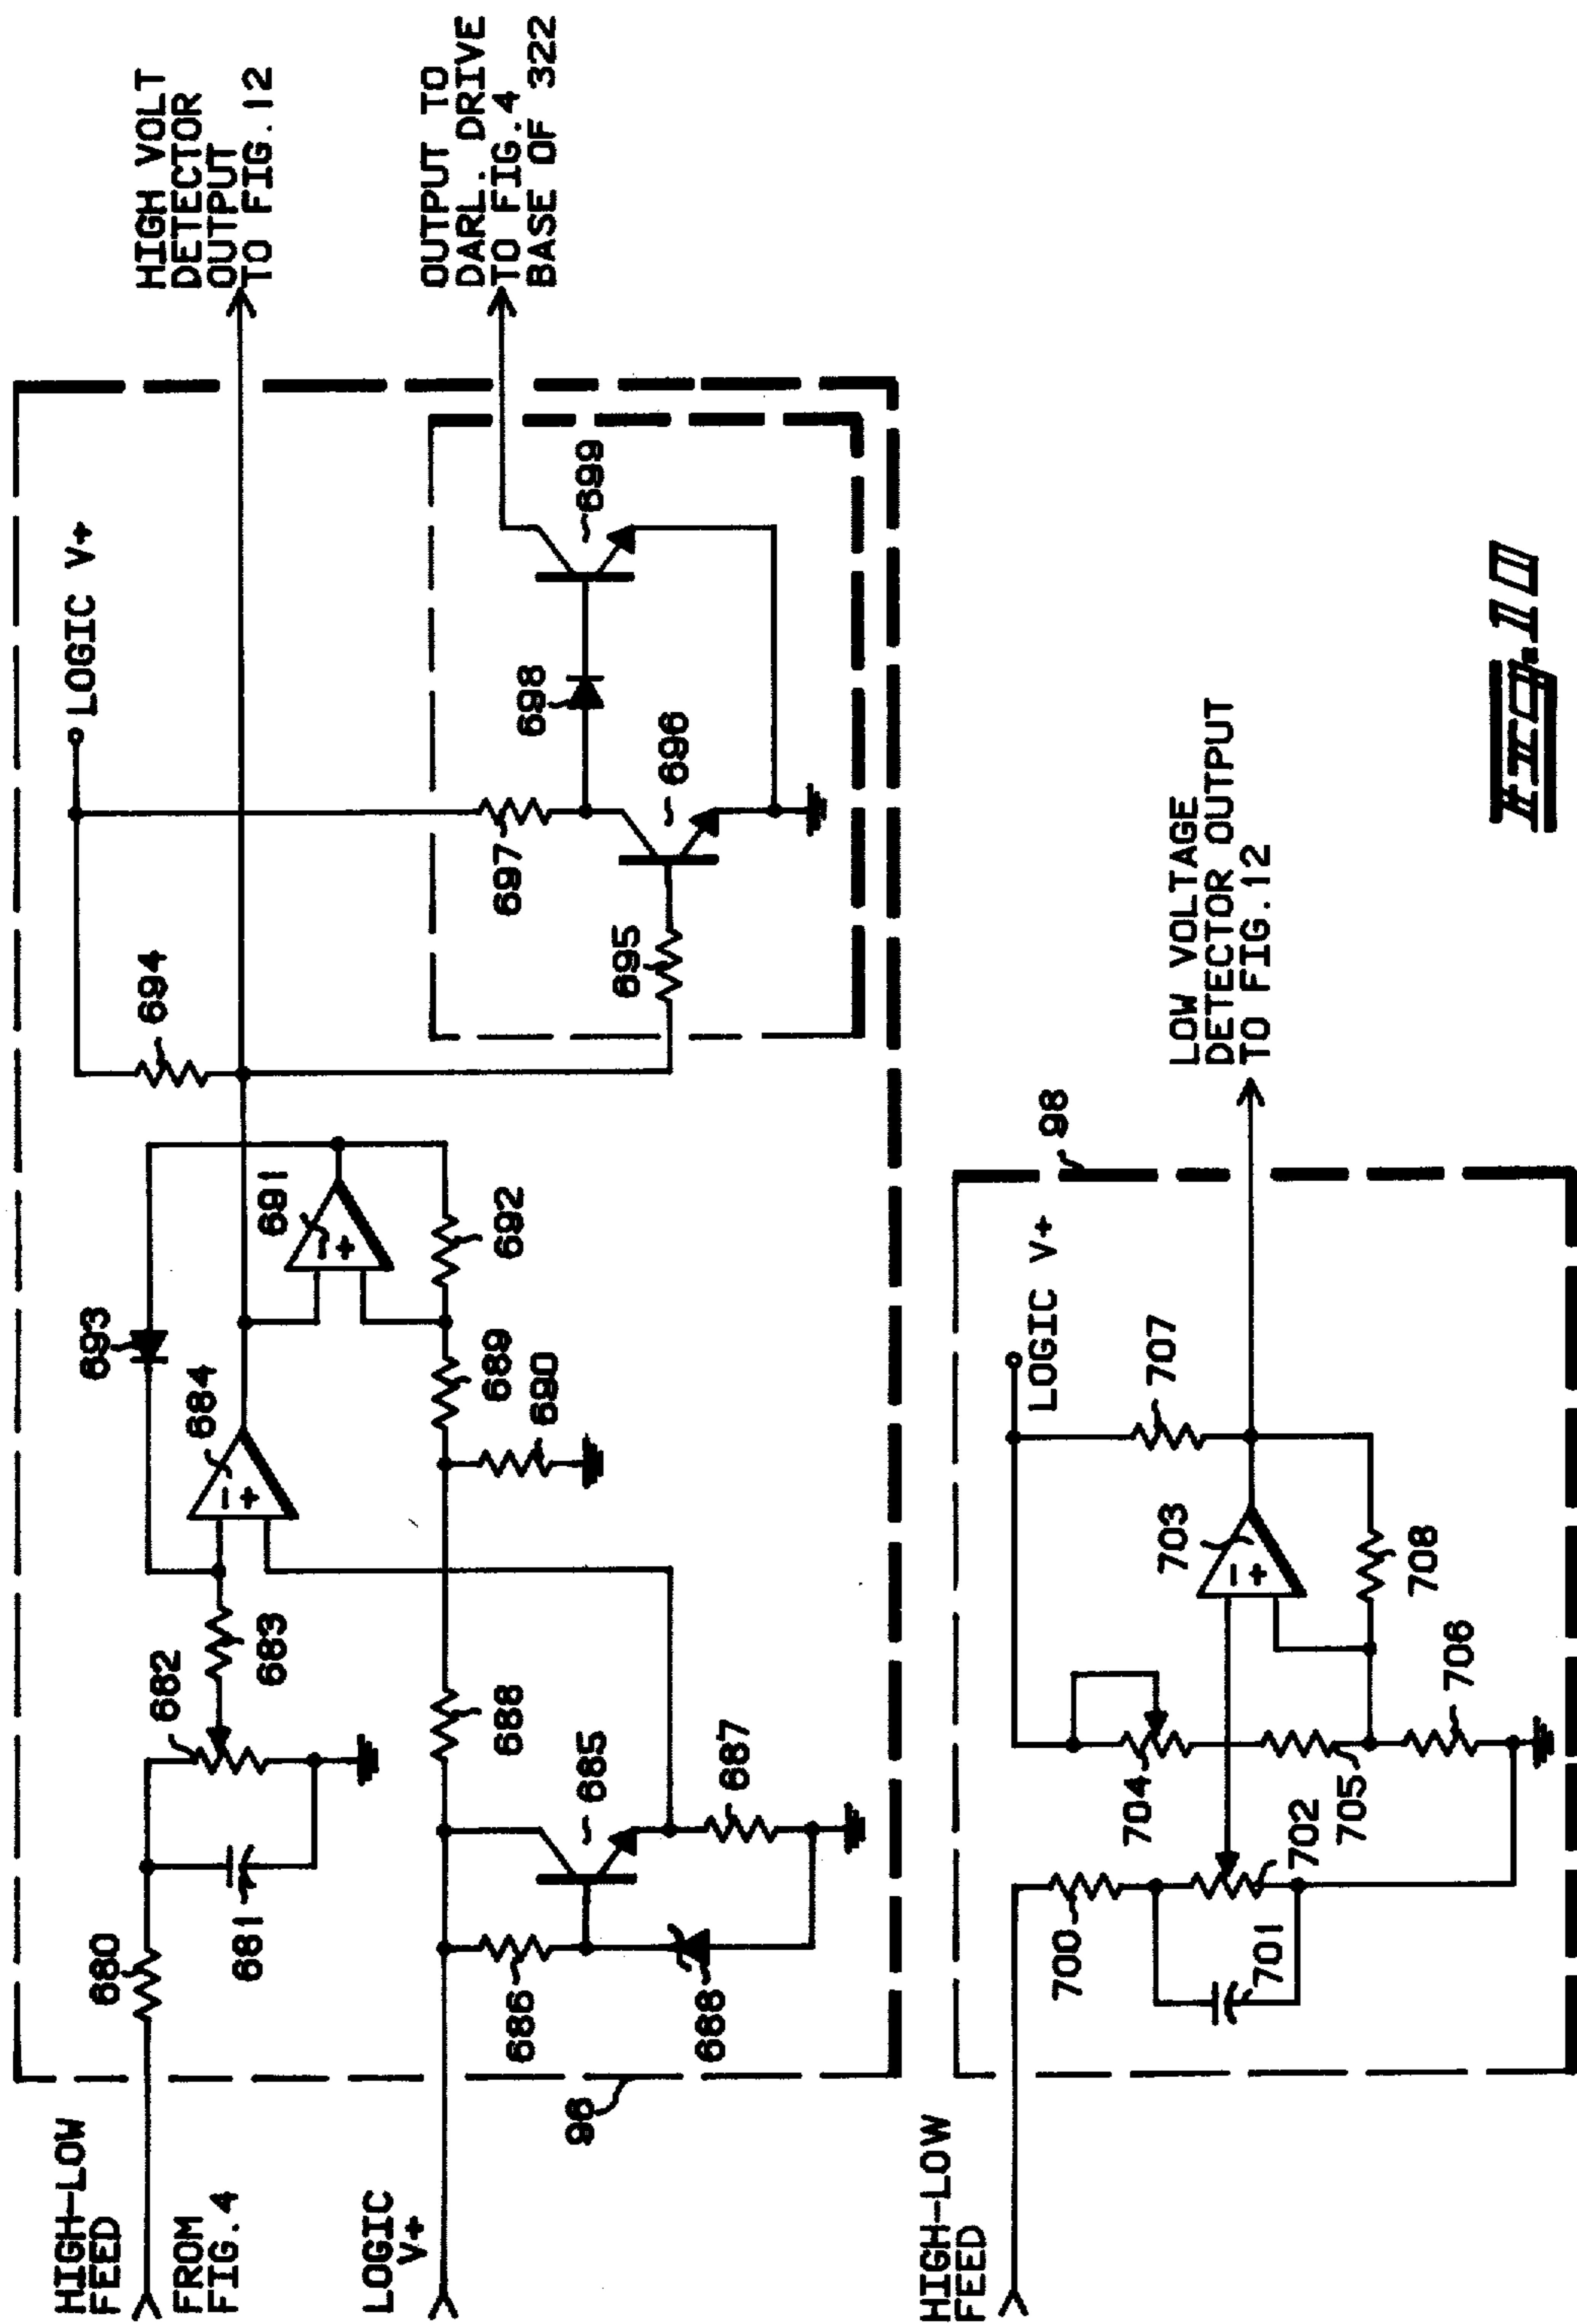 HIGH-LOW
FEED
FROM
FIG.4
LOGIC
V+
96
680
681
682
683
684
693
691
692
689
690
688
685
686
688
687
694
LOGIC V+
695
696
697
698
699
HIGH VOLT
DETECTOR
OUTPUT
TO FIG.12
OUTPUT TO
DARL. DRIVE
TO FIG.4
BASE OF 322
HIGH-LOW
FEED
98
700
701
702
704
705
706
703
708
707
LOGIC V+
LOW VOLTAGE
DETECTOR OUTPUT
TO FIG.12
Fig.10